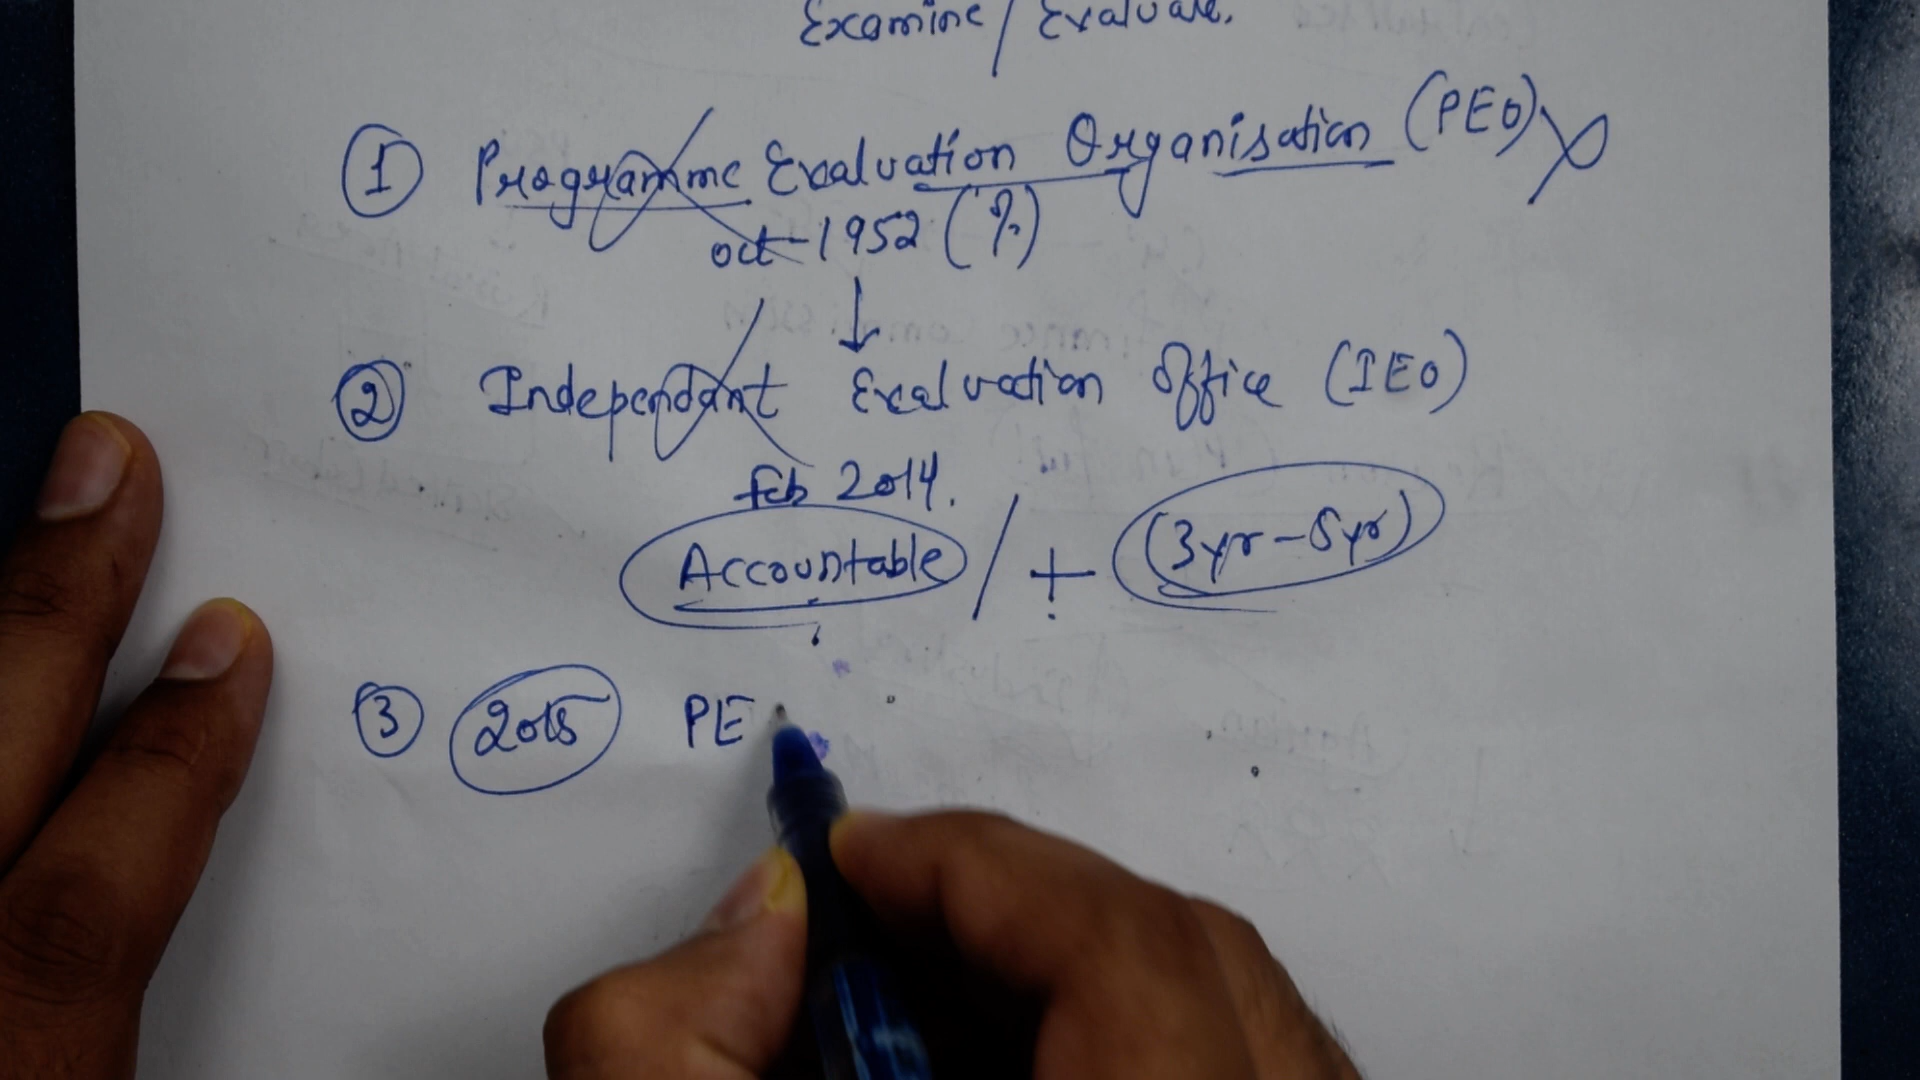 Examine / Evaluate.
① Programme Evaluation Organisation (PEO)
oct-1952 (%)
↓
② Independant Evaluation Office (IEO)
feb 2014.
Accountable / + (3yr-5yr)
③ 2015 PE